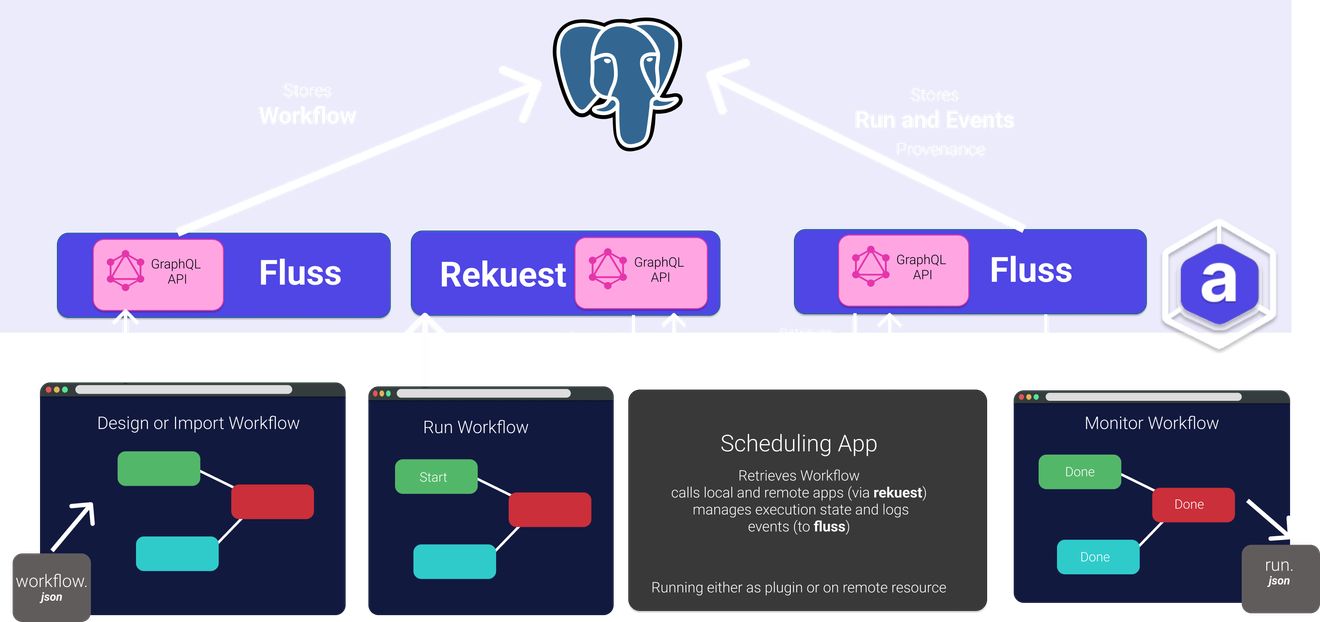 Stores
Workflow
Stores
Run and Events
Provenance
GraphQL
API
Fluss
Rekuest
GraphQL
API
GraphQL
API
Fluss
a
Design or Import Workflow
workflow.
json
Run Workflow
Start
Scheduling App
Retrieves Workflow
calls local and remote apps (via rekuest)
manages execution state and logs
events (to fluss)
Running either as plugin or on remote resource
Monitor Workflow
Done
Done
Done
run.
json